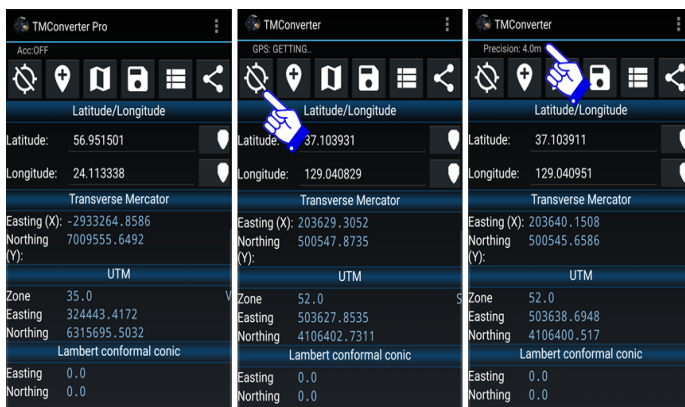 TMConverter Pro
Acc:OFF
Latitude/Longitude
Latitude: 56.951501
Longitude: 24.113338
Transverse Mercator
Easting (X): -2933264.8586
Northing (Y): 7009555.6492
UTM
Zone 35.0 V
Easting 324443.4172
Northing 6315695.5032
Lambert conformal conic
Easting 0.0
Northing 0.0
TMConverter
GPS: GETTING..
Latitude/Longitude
Latitude: 37.103931
Longitude: 129.040829
Transverse Mercator
Easting (X): 203629.3052
Northing (Y): 500547.8735
UTM
Zone 52.0 S
Easting 503627.8535
Northing 4106402.7311
Lambert conformal conic
Easting 0.0
Northing 0.0
TMConverter
Precision: 4.0m
Latitude/Longitude
Latitude: 37.103911
Longitude: 129.040951
Transverse Mercator
Easting (X): 203640.1508
Northing (Y): 500545.6586
UTM
Zone 52.0
Easting 503638.6948
Northing 4106400.517
Lambert conformal conic
Easting 0.0
Northing 0.0